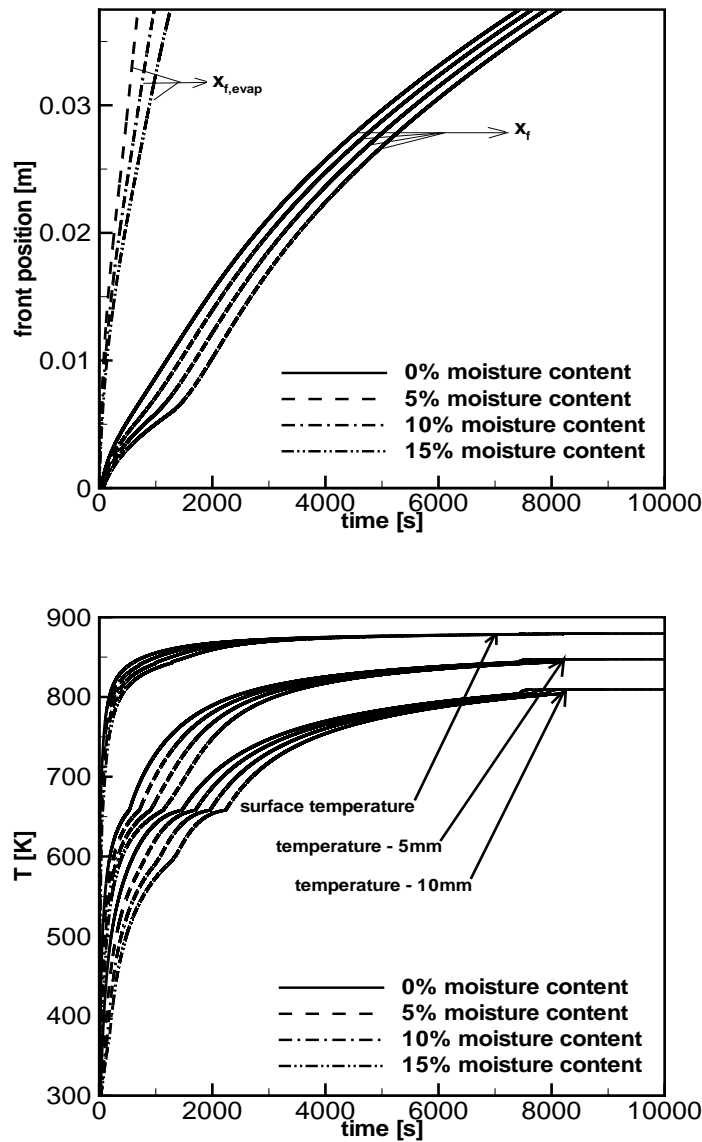 front position [m]
0.03
0.02
0.01
0
x_f,evap
x_f
0% moisture content
5% moisture content
10% moisture content
15% moisture content
0 2000 4000 6000 8000 10000
time [s]
T [K]
900
800
700
600
500
400
300
surface temperature
temperature - 5mm
temperature - 10mm
0% moisture content
5% moisture content
10% moisture content
15% moisture content
0 2000 4000 6000 8000 10000
time [s]